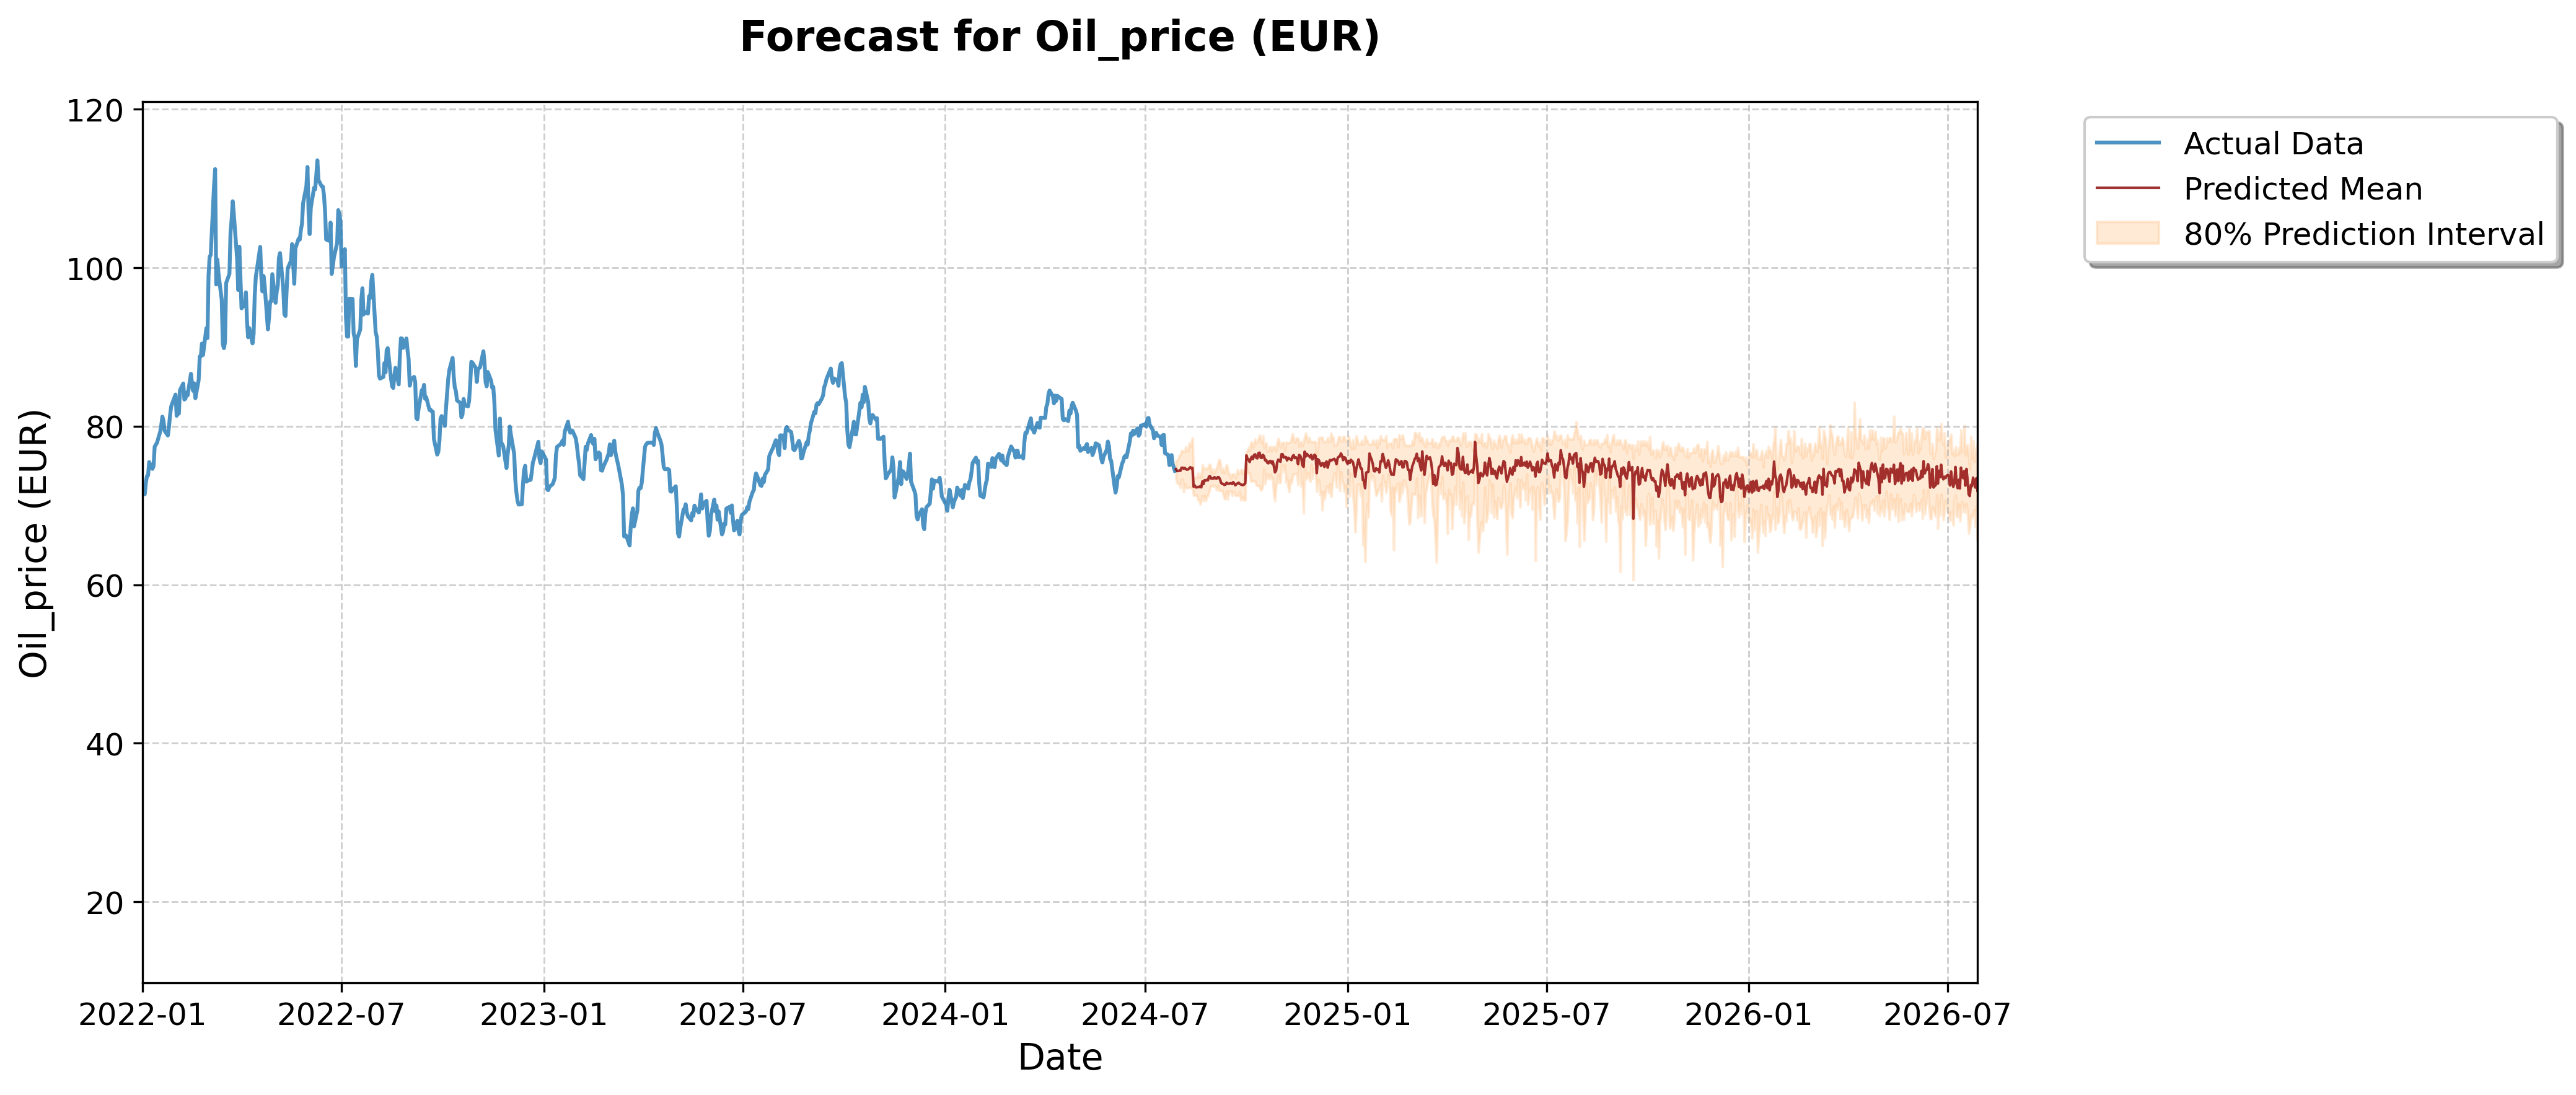 Forecast for Oil_price (EUR)
Actual Data
Predicted Mean
80% Prediction Interval
Oil_price (EUR)
120
100
80
60
40
20
2022-01
2022-07
2023-01
2023-07
2024-01
2024-07
2025-01
2025-07
2026-01
2026-07
Date